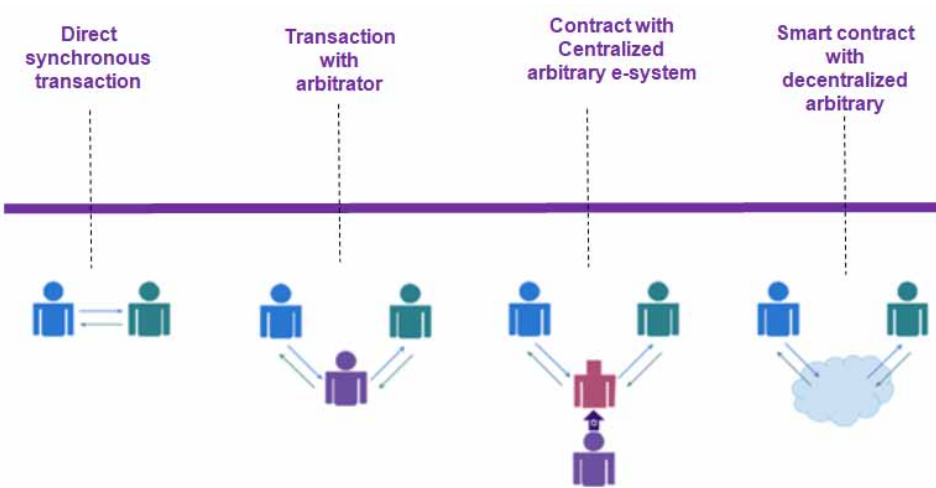 Direct
synchronous
transaction
Transaction
with
arbitrator
Contract with
Centralized
arbitrary e-system
Smart contract
with
decentralized
arbitrary